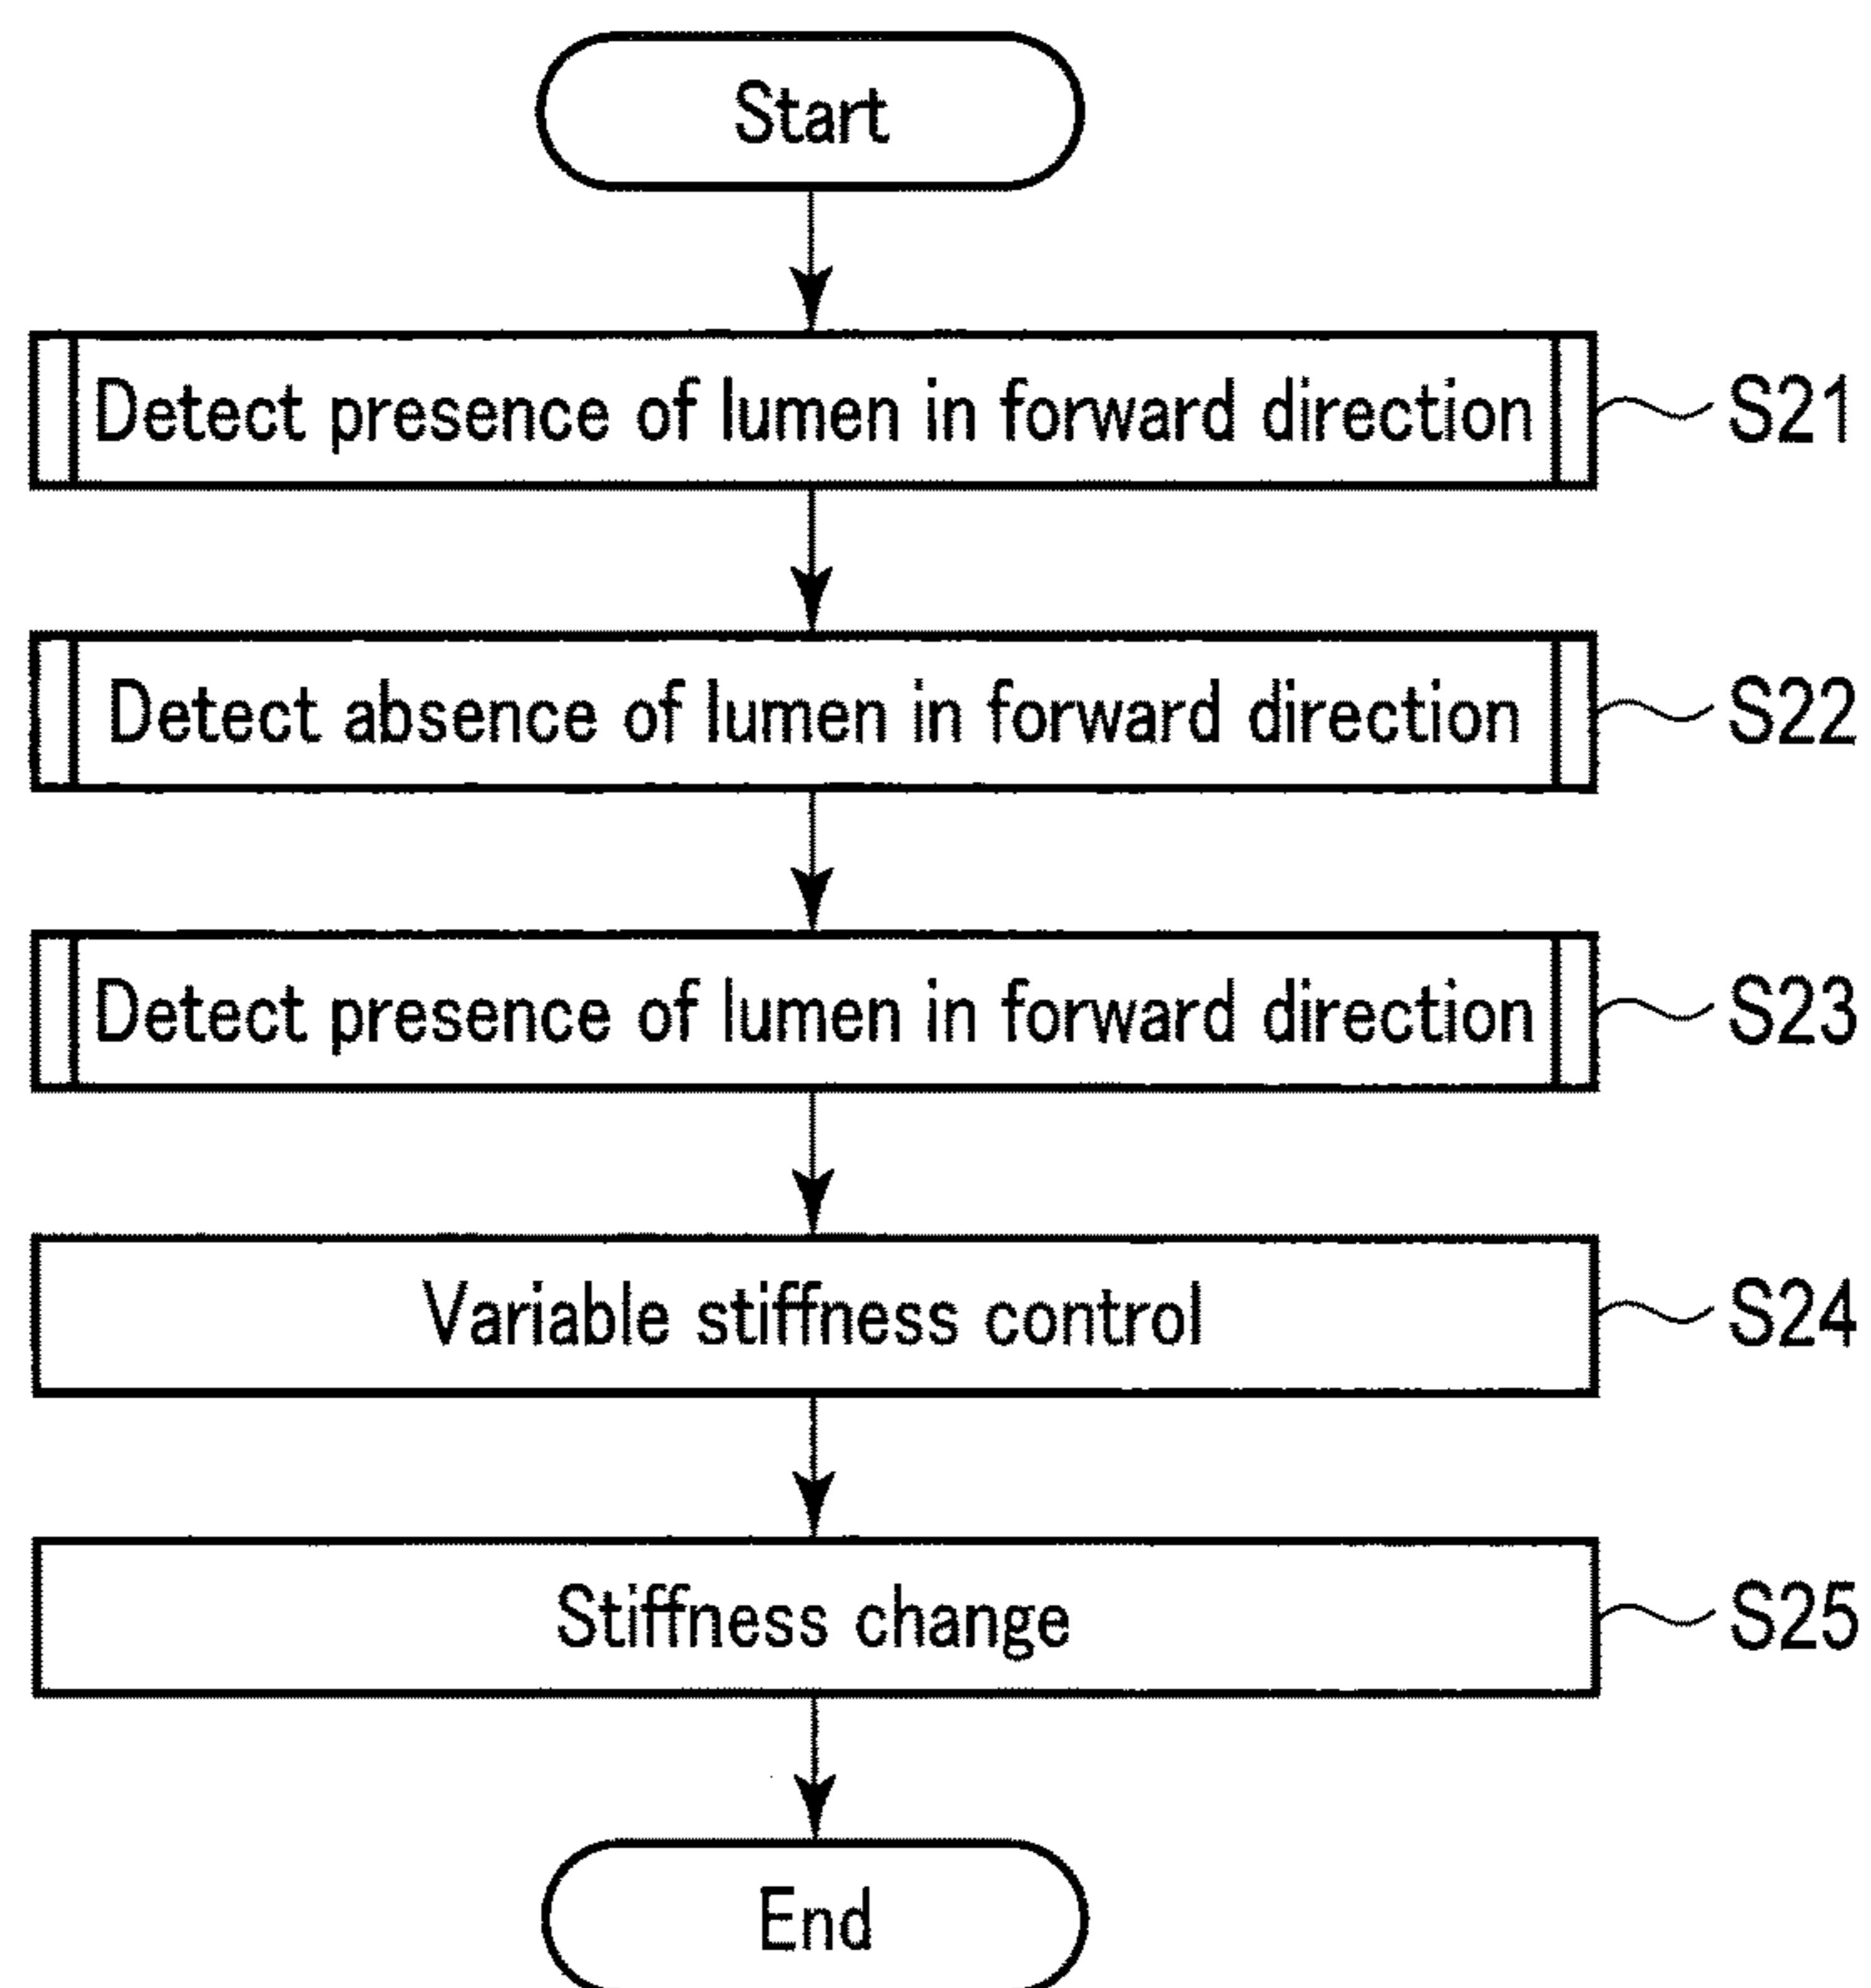 Start
Detect presence of lumen in forward direction S21
Detect absence of lumen in forward direction S22
Detect presence of lumen in forward direction S23
Variable stiffness control S24
Stiffness change S25
End